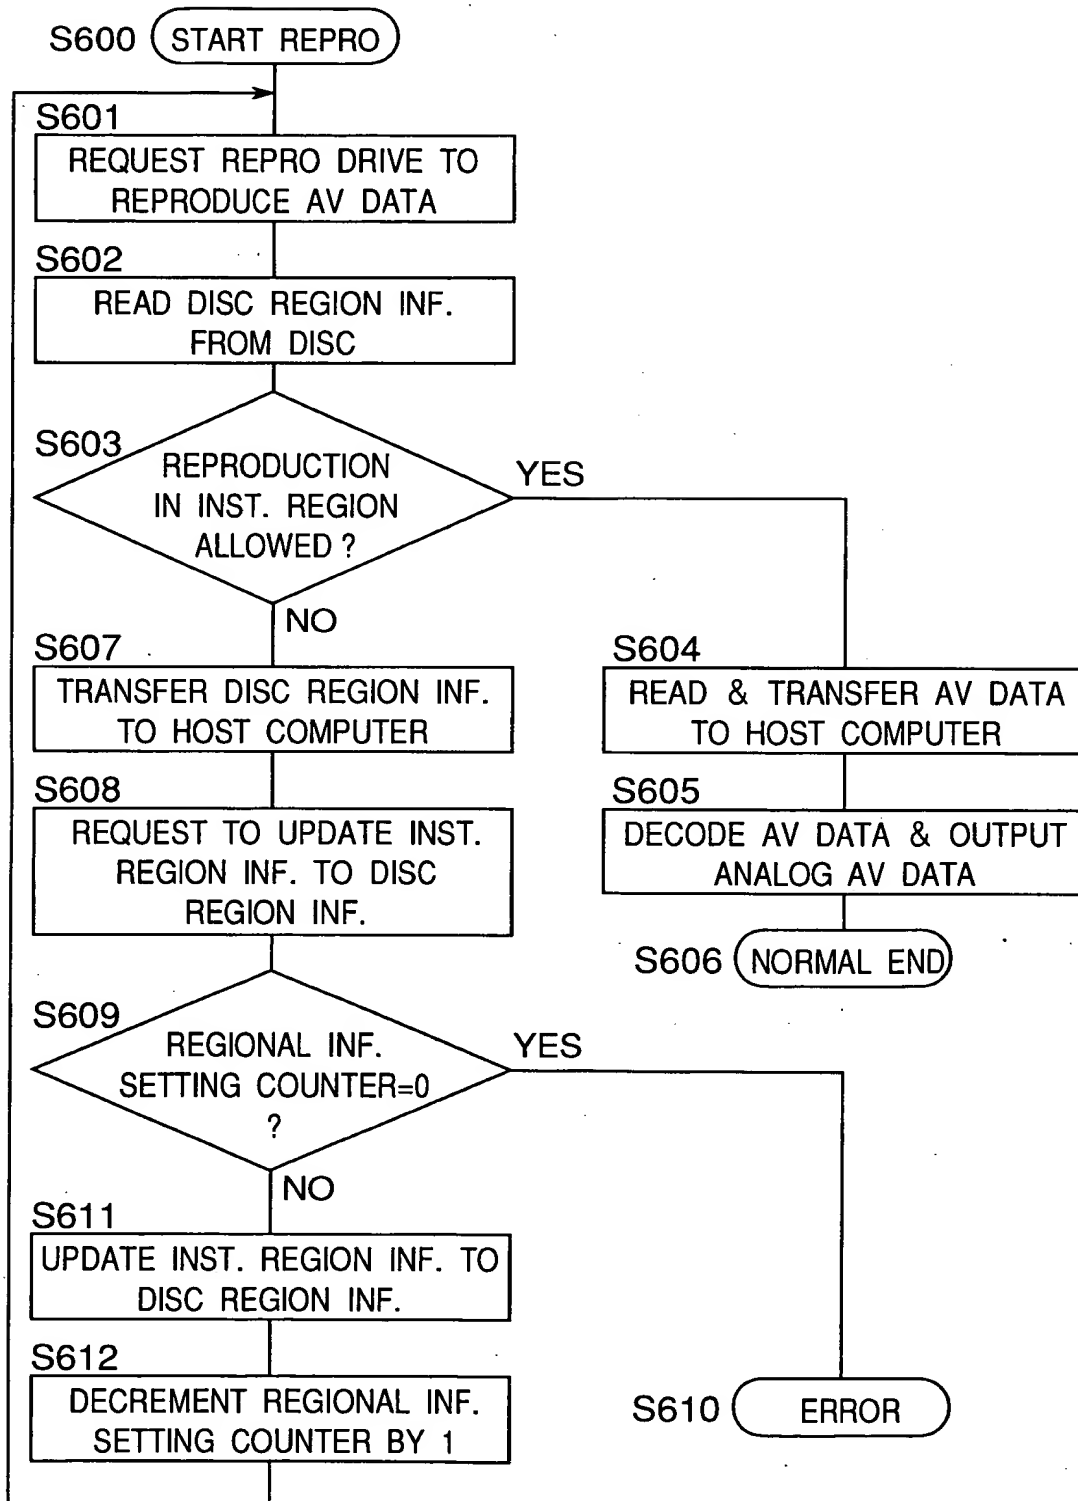 S600 START REPRO
S601
REQUEST REPRO DRIVE TO
REPRODUCE AV DATA
S602
READ DISC REGION INF.
FROM DISC
S603
REPRODUCTION
IN INST. REGION
ALLOWED ?
YES
NO
S607
TRANSFER DISC REGION INF.
TO HOST COMPUTER
S604
READ & TRANSFER AV DATA
TO HOST COMPUTER
S608
REQUEST TO UPDATE INST.
REGION INF. TO DISC
REGION INF.
S605
DECODE AV DATA & OUTPUT
ANALOG AV DATA
S606 NORMAL END
S609
REGIONAL INF.
SETTING COUNTER=0
?
YES
NO
S611
UPDATE INST. REGION INF. TO
DISC REGION INF.
S612
DECREMENT REGIONAL INF.
SETTING COUNTER BY 1
S610 ERROR